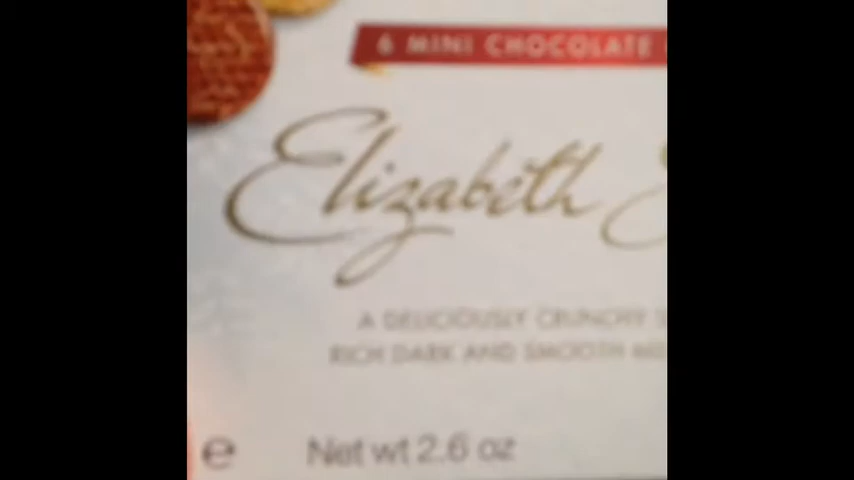 6 MINI CHOCOLATE
Elizabeth
A DELICIOUSLY CRUNCHY
RICH DARK AND SMOOTH
e Net wt 2.6 oz